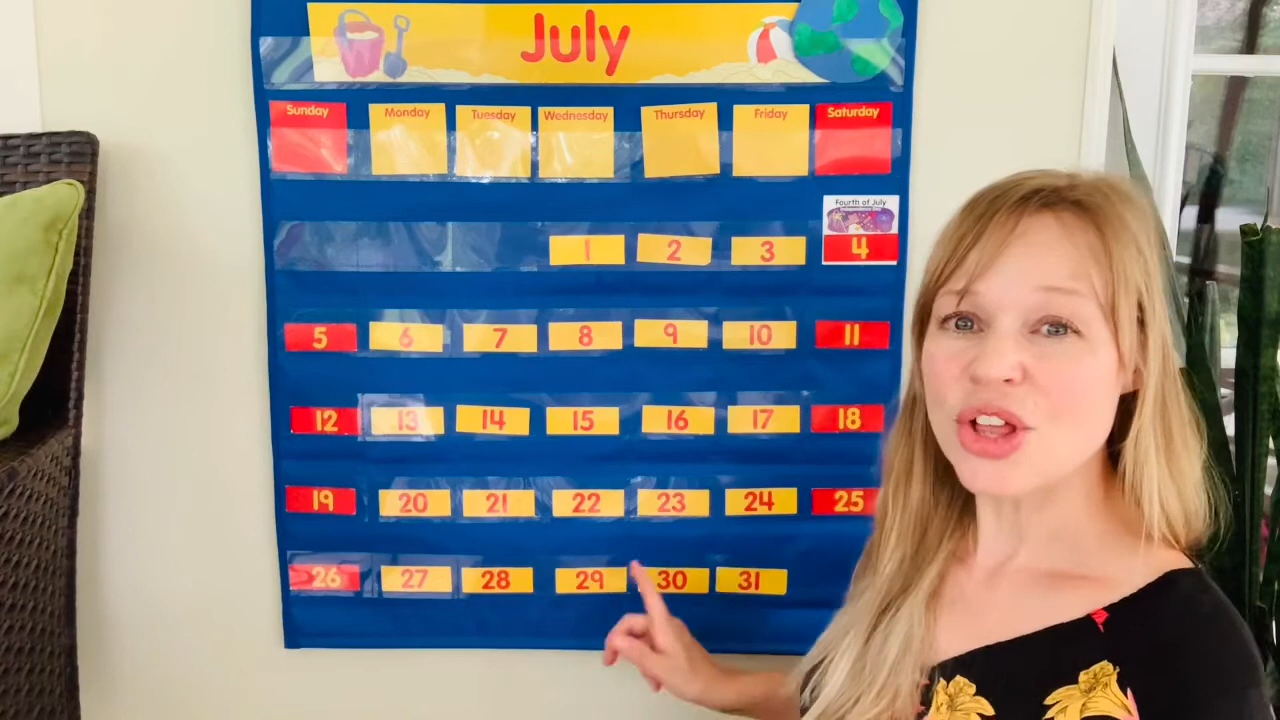 July
Sunday Monday Tuesday Wednesday Thursday Friday Saturday
Fourth of July
Independence Day
1 2 3 4
5 6 7 8 9 10 11
12 13 14 15 16 17 18
19 20 21 22 23 24 25
26 27 28 29 30 31